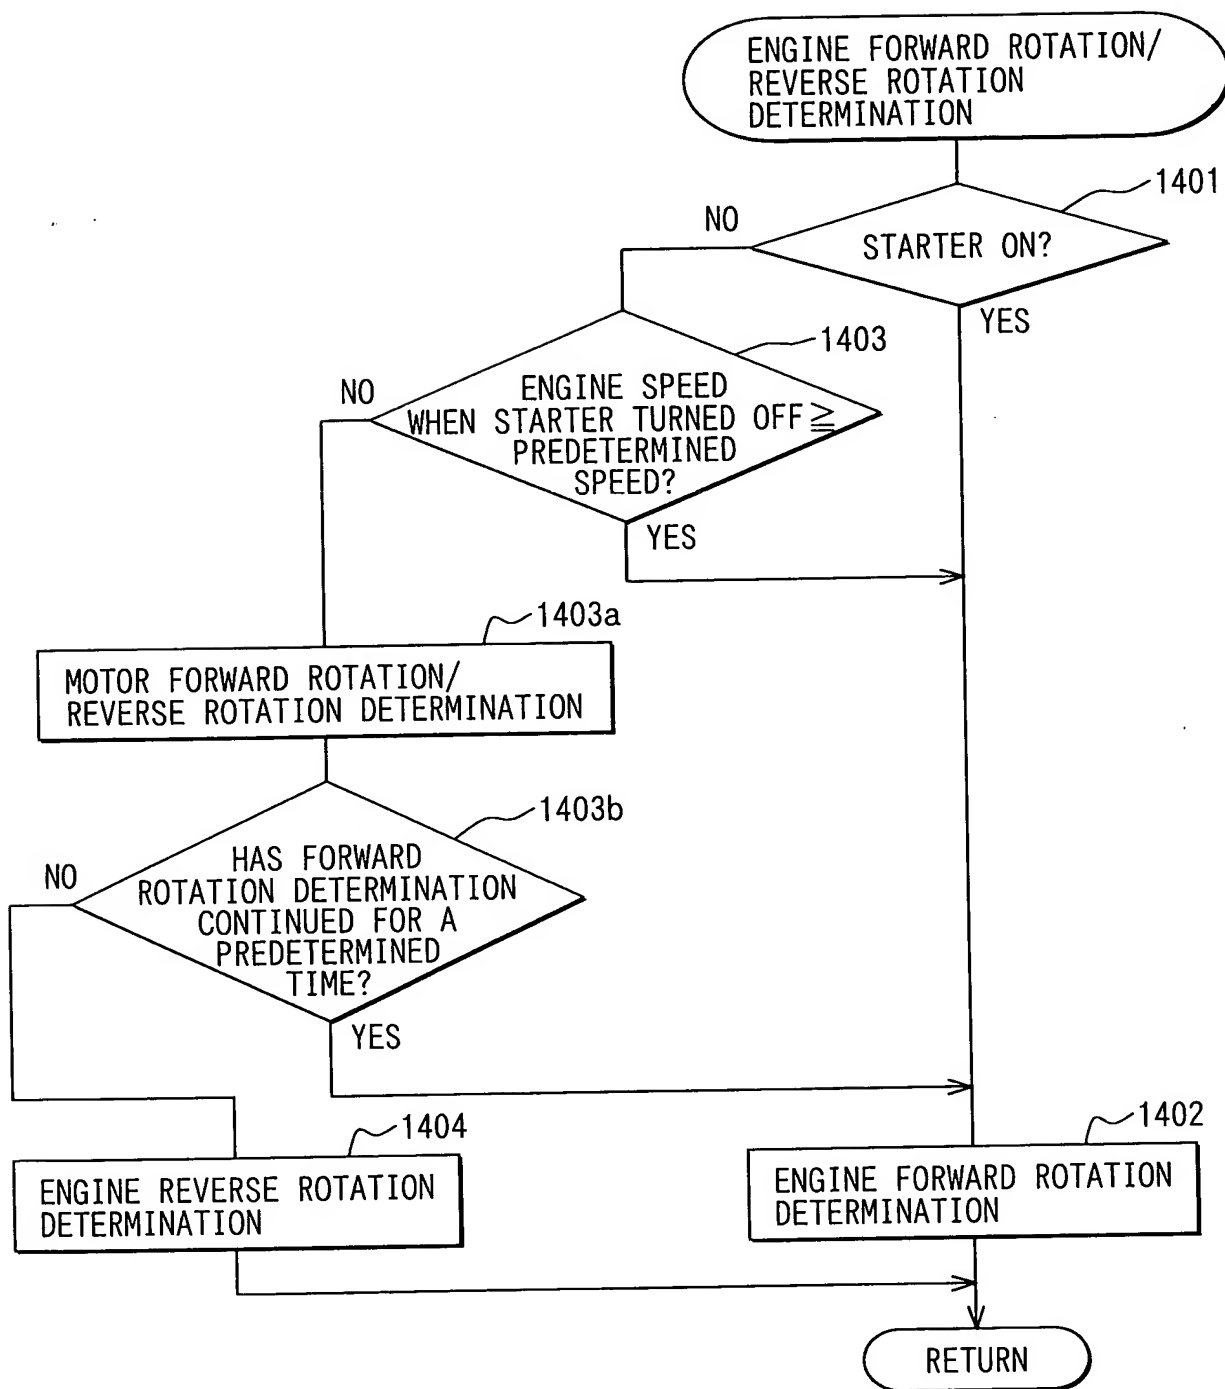 ENGINE FORWARD ROTATION/
REVERSE ROTATION
DETERMINATION
1401
NO
STARTER ON?
YES
1403
NO
ENGINE SPEED
WHEN STARTER TURNED OFF ≧
PREDETERMINED
SPEED?
YES
1403a
MOTOR FORWARD ROTATION/
REVERSE ROTATION DETERMINATION
1403b
NO
HAS FORWARD
ROTATION DETERMINATION
CONTINUED FOR A
PREDETERMINED
TIME?
YES
1404
ENGINE REVERSE ROTATION
DETERMINATION
1402
ENGINE FORWARD ROTATION
DETERMINATION
RETURN